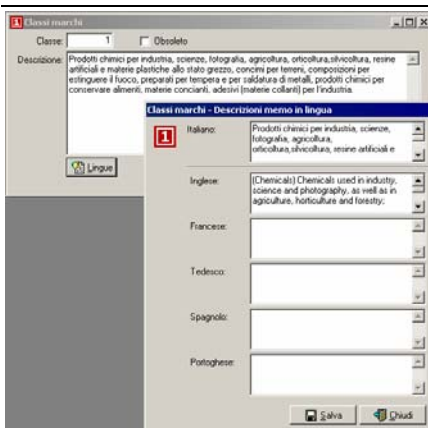 Classi marchi
Classe: 1 Obsoleto
Descrizione: Prodotti chimici per industria, scienze, fotografia, agricoltura, orticoltura,silvicoltura, resine
artificiali e materie plastiche allo stato grezzo, concimi per terreni, composizioni per
estinguere il fuoco, preparati per tempera e per saldatura di metalli, prodotti chimici per
conservare alimenti, materie concianti, adesivi (materie collanti) per l'industria.
Lingue
Classi marchi - Descrizioni memo in lingua
Italiano: Prodotti chimici per industria, scienze,
fotografia, agricoltura,
orticoltura,silvicoltura, resine artificiali e
Inglese: (Chemicals) Chemicals used in industry,
science and photography, as well as in
agriculture, horticulture and forestry;
Francese:
Tedesco:
Spagnolo:
Portoghese:
Salva Chiudi